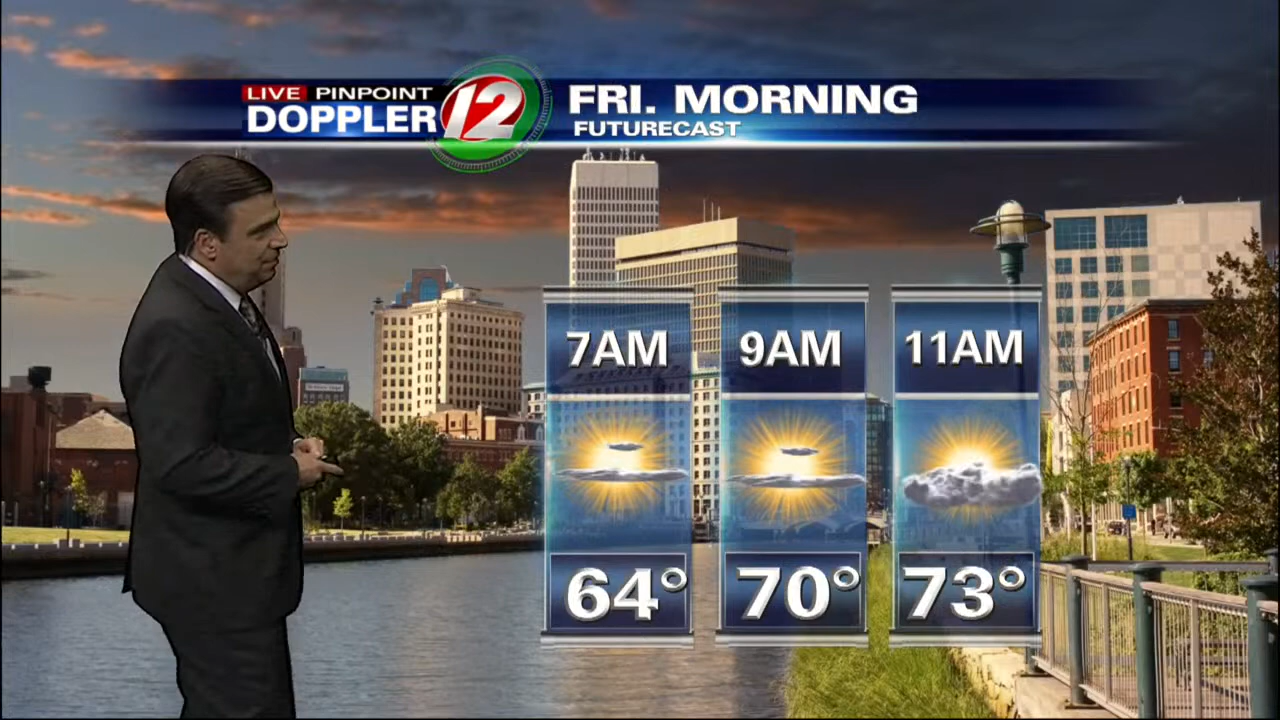 LIVE PINPOINT
DOPPLER 12
FRI. MORNING
FUTURECAST
7AM 9AM 11AM
64° 70° 73°